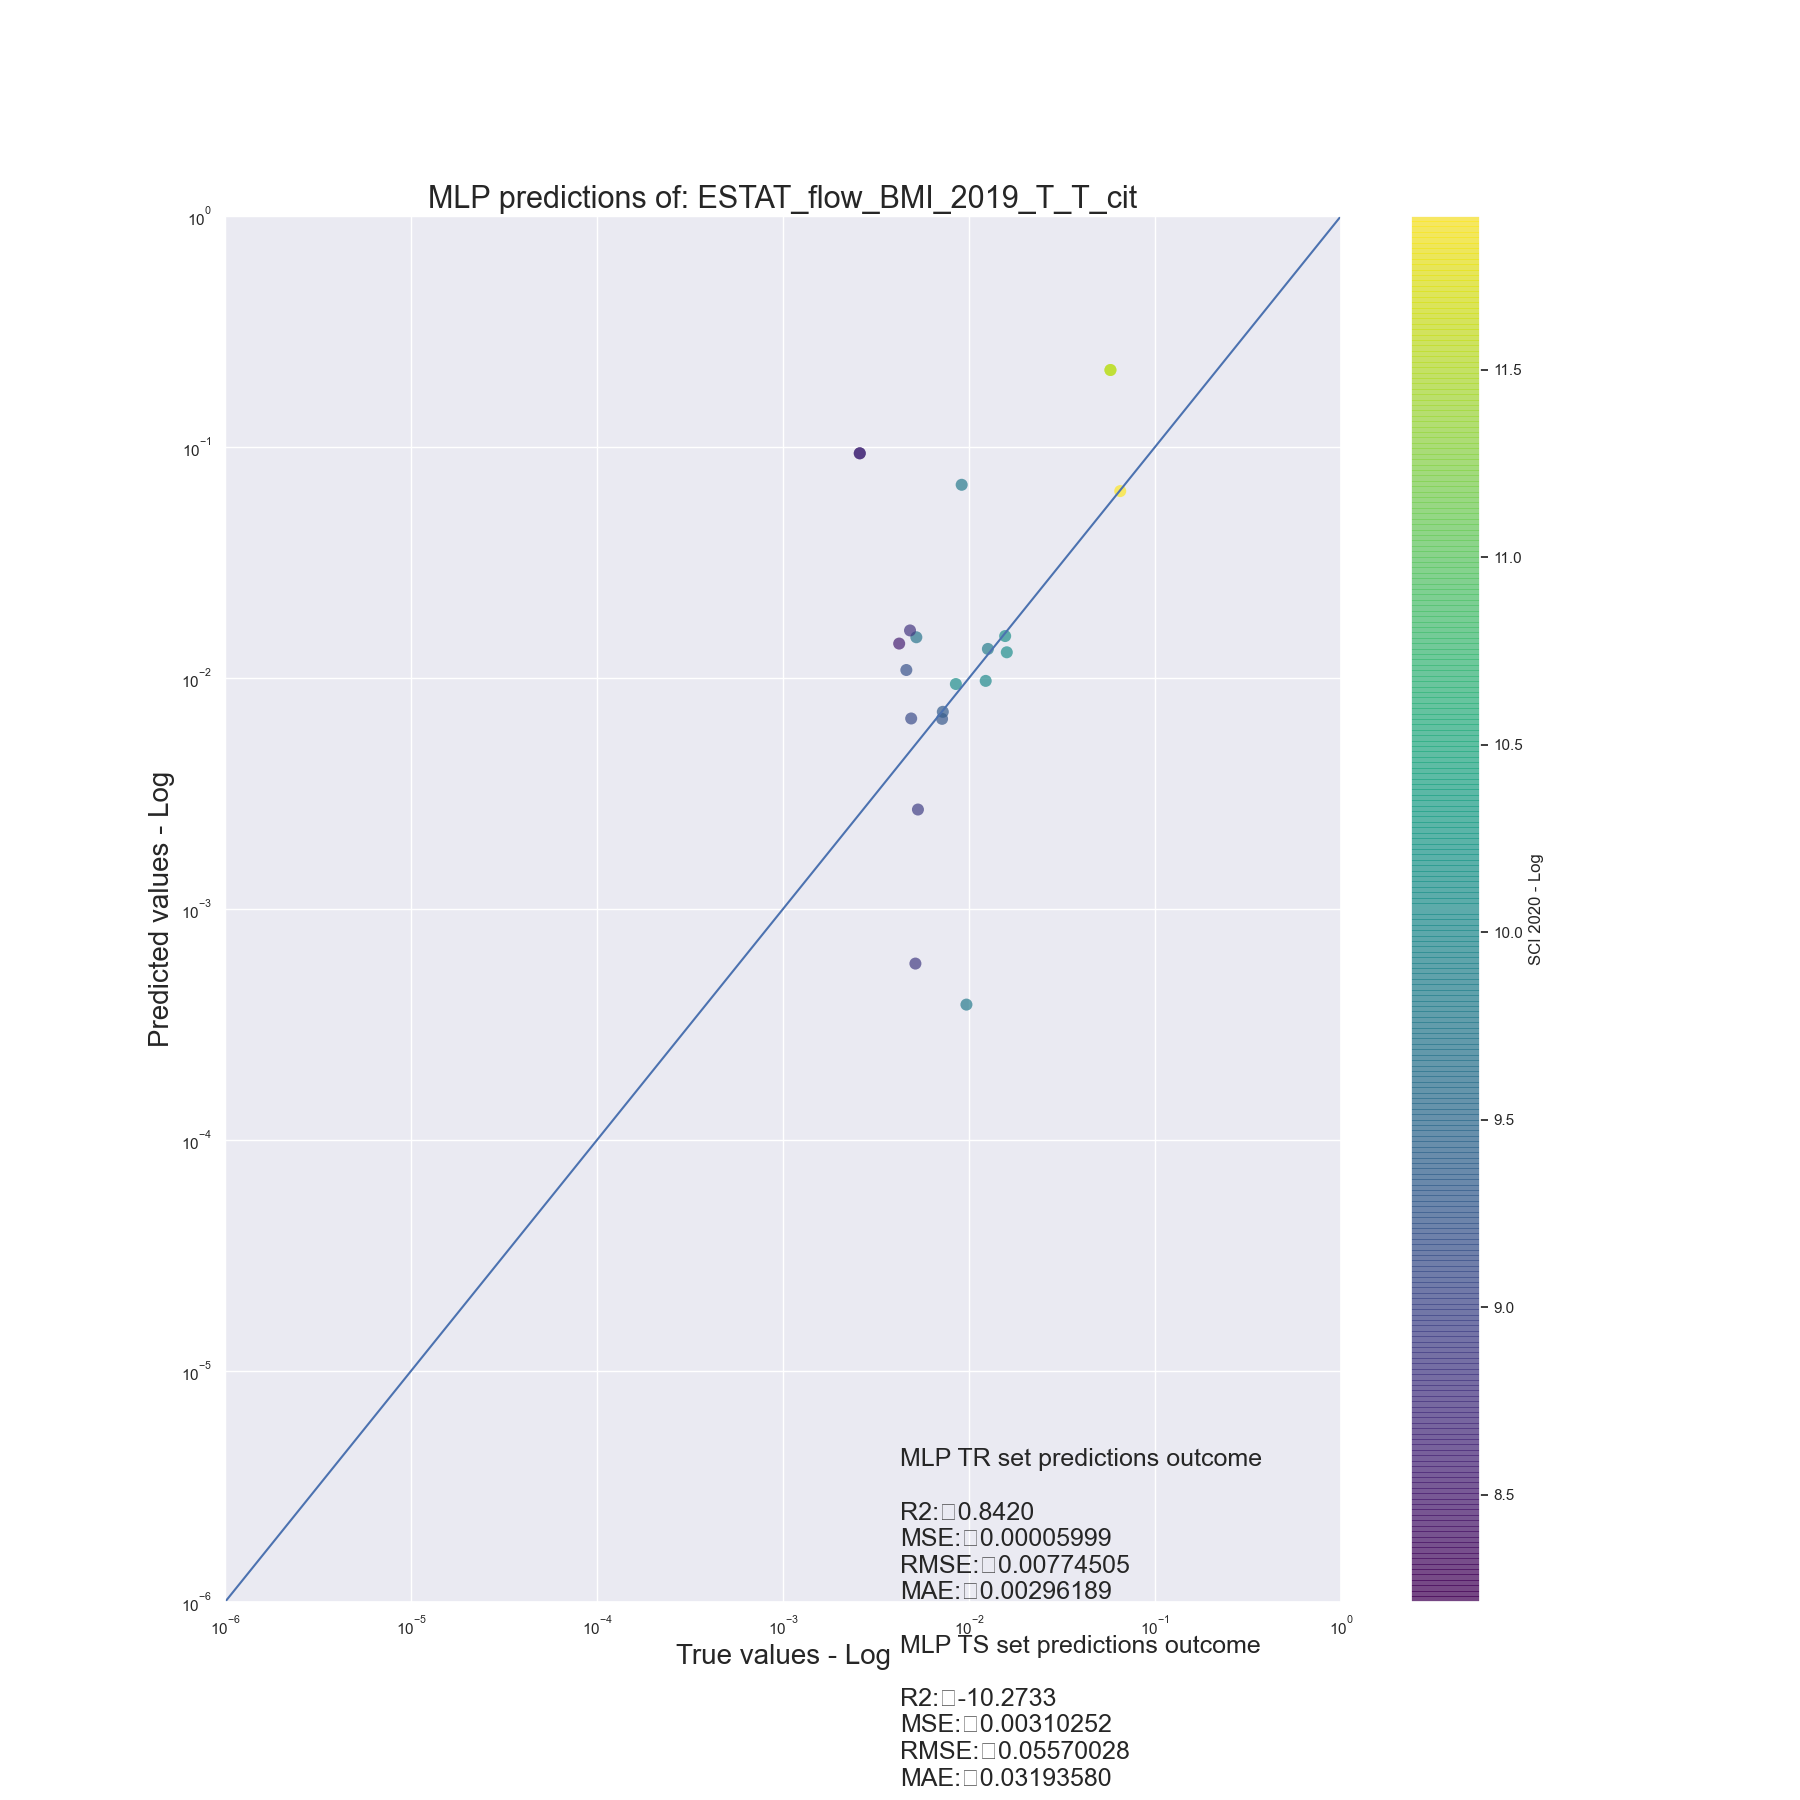 MLP predictions of: ESTAT_flow_BMI_2019_T_T_cit
10⁰
10⁻¹
10⁻²
10⁻³
10⁻⁴
10⁻⁵
10⁻⁶
Predicted values - Log
10⁻⁶ 10⁻⁵ 10⁻⁴ 10⁻³ 10⁻² 10⁻¹ 10⁰
True values - Log
11.5
11.0
10.5
10.0
9.5
9.0
8.5
SCI 2020 - Log
MLP TR set predictions outcome
R2:□0.8420
MSE:□0.00005999
RMSE:□0.00774505
MAE:□0.00296189
MLP TS set predictions outcome
R2:□-10.2733
MSE:□0.00310252
RMSE:□0.05570028
MAE:□0.03193580